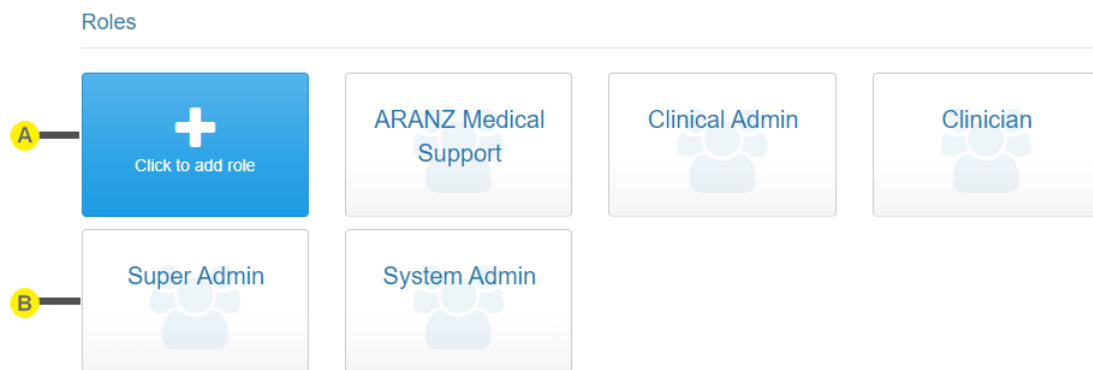 Roles
A
Click to add role
ARANZ Medical
Support
Clinical Admin
Clinician
B
Super Admin
System Admin